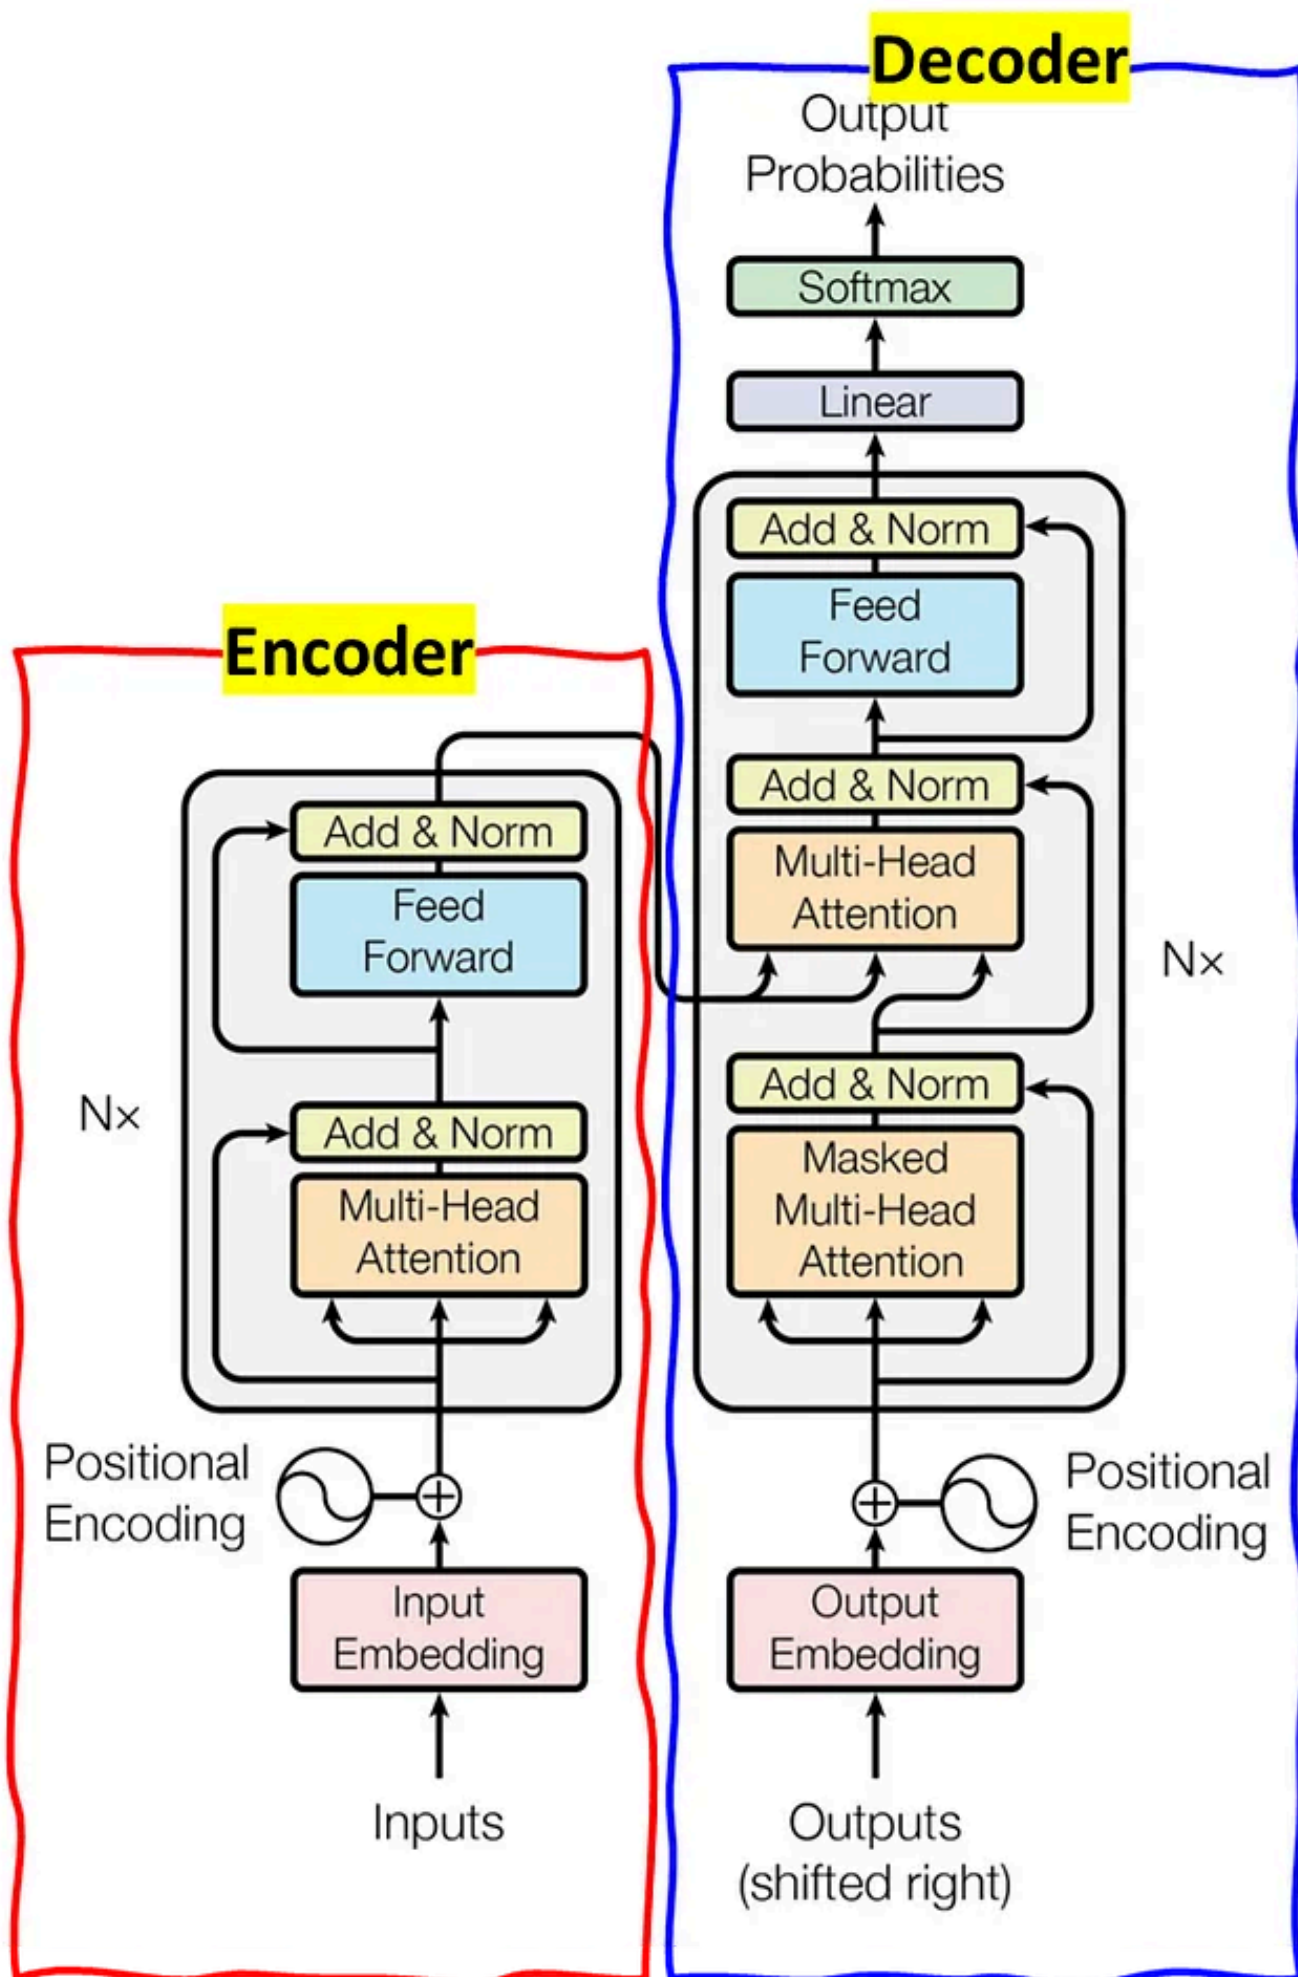 Decoder
Output
Probabilities
Softmax
Linear
Add & Norm
Feed
Forward
Add & Norm
Multi-Head
Attention
Nx
Add & Norm
Masked
Multi-Head
Attention
Positional
Encoding
Output
Embedding
Outputs
(shifted right)
Encoder
Add & Norm
Feed
Forward
Nx
Add & Norm
Multi-Head
Attention
Positional
Encoding
Input
Embedding
Inputs